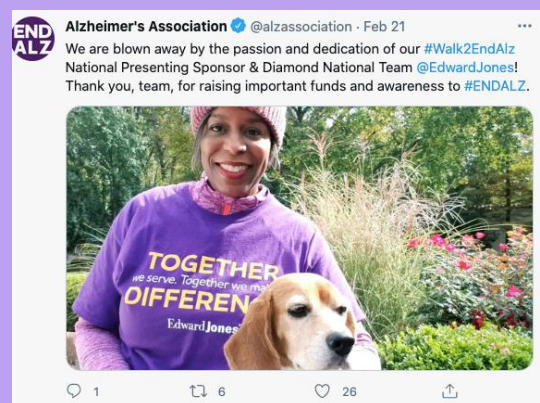 END
ALZ
Alzheimer's Association @alzassociation · Feb 21
We are blown away by the passion and dedication of our #Walk2EndAlz
National Presenting Sponsor & Diamond National Team @EdwardJones!
Thank you, team, for raising important funds and awareness to #ENDALZ.
TOGETHER
we serve. Together we ma
DIFFEREN
Edward Jones
1 6 26